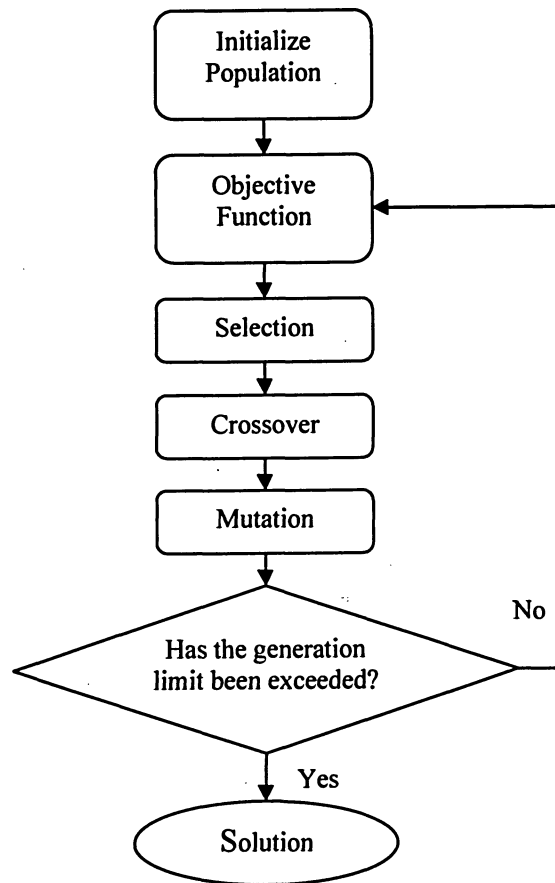 Initialize
Population
Objective
Function
Selection
Crossover
Mutation
No
Has the generation
limit been exceeded?
Yes
Solution